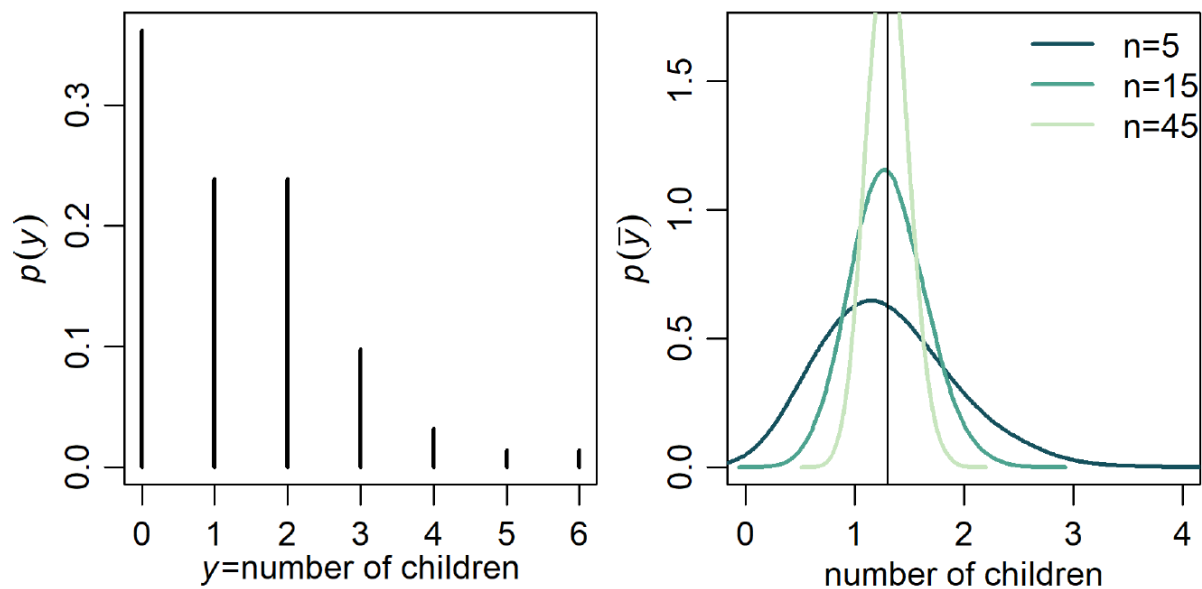 p(y)
0.0
0.1
0.2
0.3
0 1 2 3 4 5 6
y=number of children
p(ȳ)
0.0
0.5
1.0
1.5
n=5
n=15
n=45
0 1 2 3 4
number of children